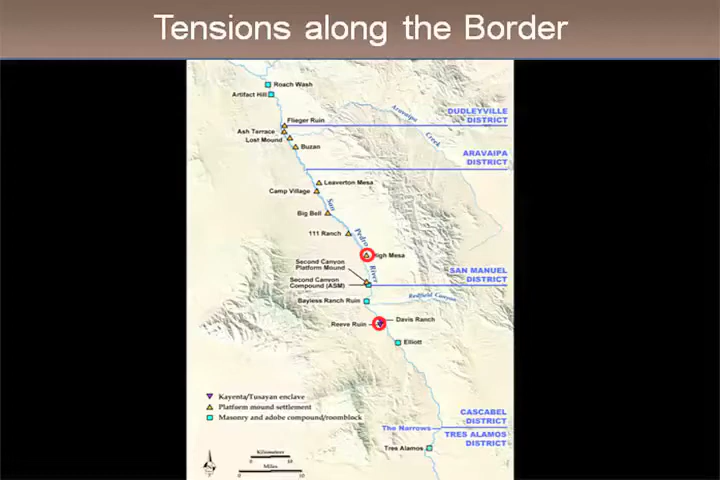 Tensions along the Border
Roach Wash
Artifact Hill
Aravaipa
Creek
DUDLEYVILLE
DISTRICT
Flieger Ruin
Ash Terrace
Lost Mound
Buzan
ARAVAIPA
DISTRICT
Leaverton Mesa
Camp Village
San
Big Bell
111 Ranch
Pedro
High Mesa
River
Second Canyon
Platform Mound
SAN MANUEL
DISTRICT
Second Canyon
Compound (ASM)
Redfield Canyon
Bayless Ranch Ruin
Davis Ranch
Reeve Ruin
Elliott
Kayenta/Tusayan enclave
Platform mound settlement
Masonry and adobe compound/roomblock
CASCABEL
DISTRICT
The Narrows
TRES ALAMOS
DISTRICT
Tres Alamos
Kilometers
0 10
Miles
0 10